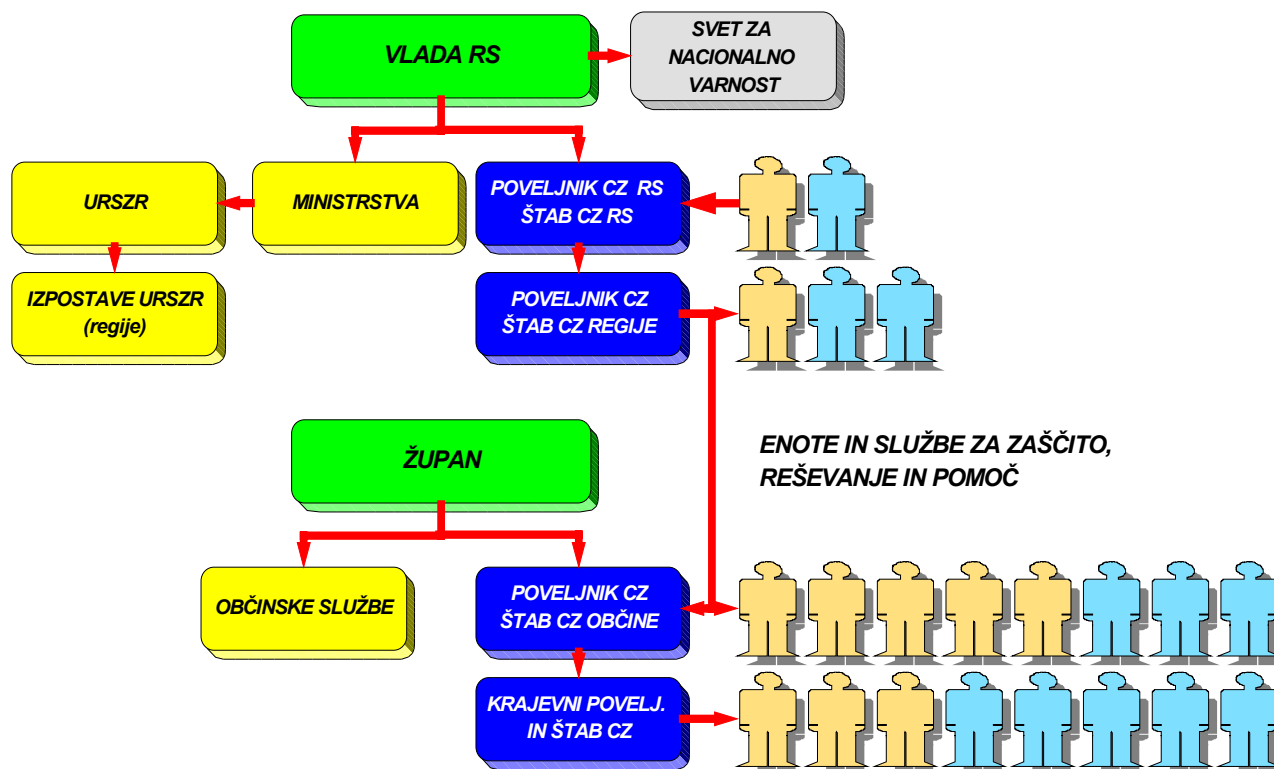 VLADA RS
SVET ZA
NACIONALNO
VARNOST
URSZR
MINISTRSTVA
POVELJNIK CZ RS
ŠTAB CZ RS
IZPOSTAVE URSZR
(regije)
POVELJNIK CZ
ŠTAB CZ REGIJE
ŽUPAN
ENOTE IN SLUŽBE ZA ZAŠČITO,
REŠEVANJE IN POMOČ
OBČINSKE SLUŽBE
POVELJNIK CZ
ŠTAB CZ OBČINE
KRAJEVNI POVELJ.
IN ŠTAB CZ